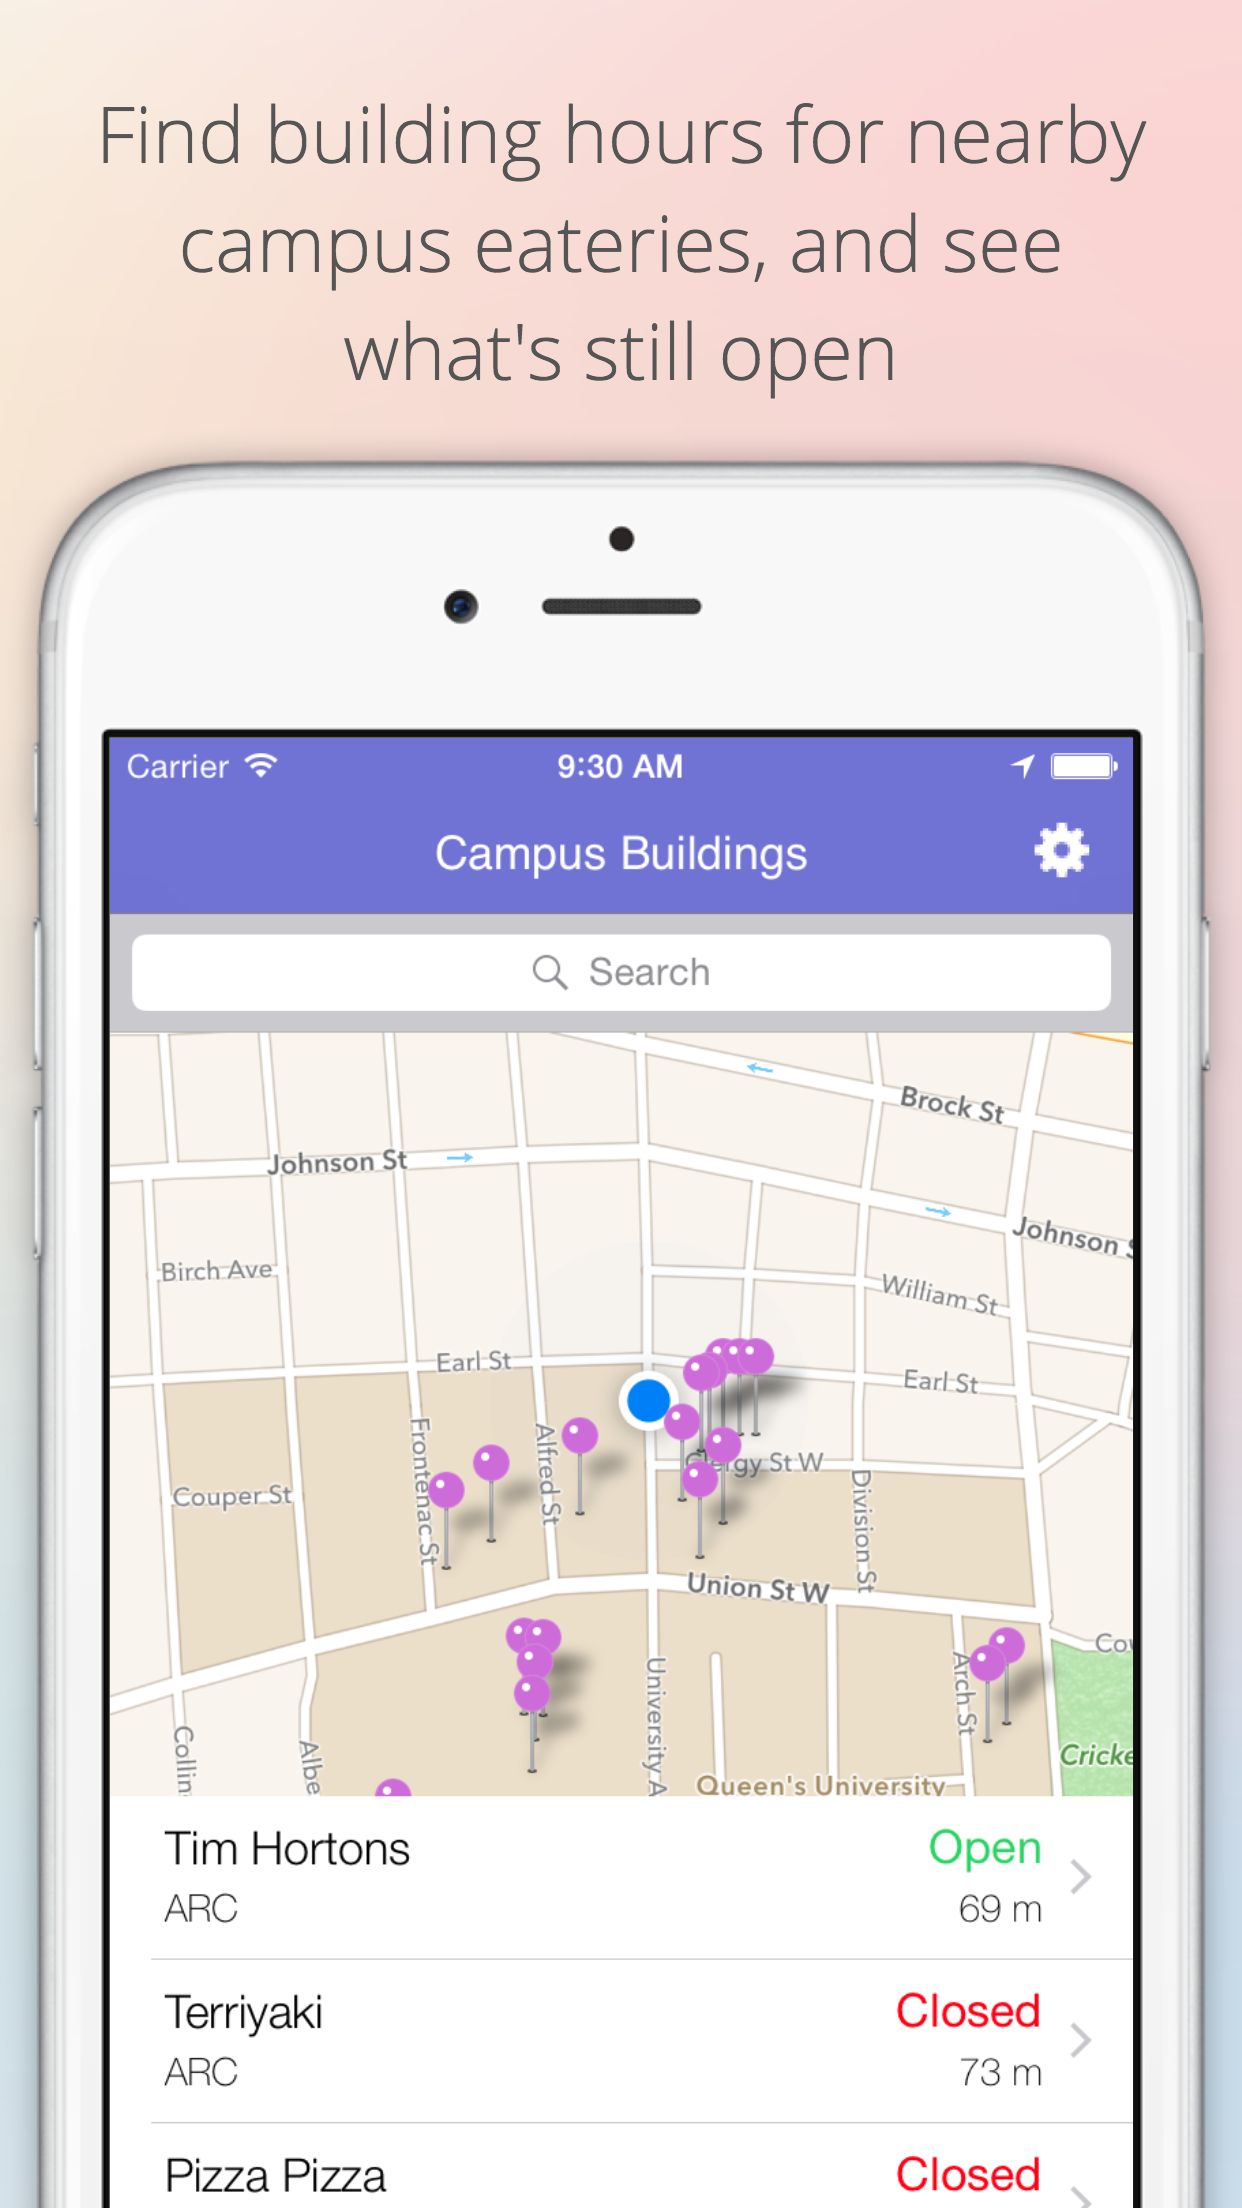 Find building hours for nearby
campus eateries, and see
what's still open
Carrier
9:30 AM
Campus Buildings
Search
Brock St
Johnson St
Johnson S
Birch Ave
William St
Earl St
Earl St
Frontenac St
Alfred St
Clergy St W
Couper St
Division St
Union St W
Cov
Arch St
University A
Collin
Albe
Cricke
Queen's University
Tim Hortons
Open
ARC
69 m
Terriyaki
Closed
ARC
73 m
Pizza Pizza
Closed